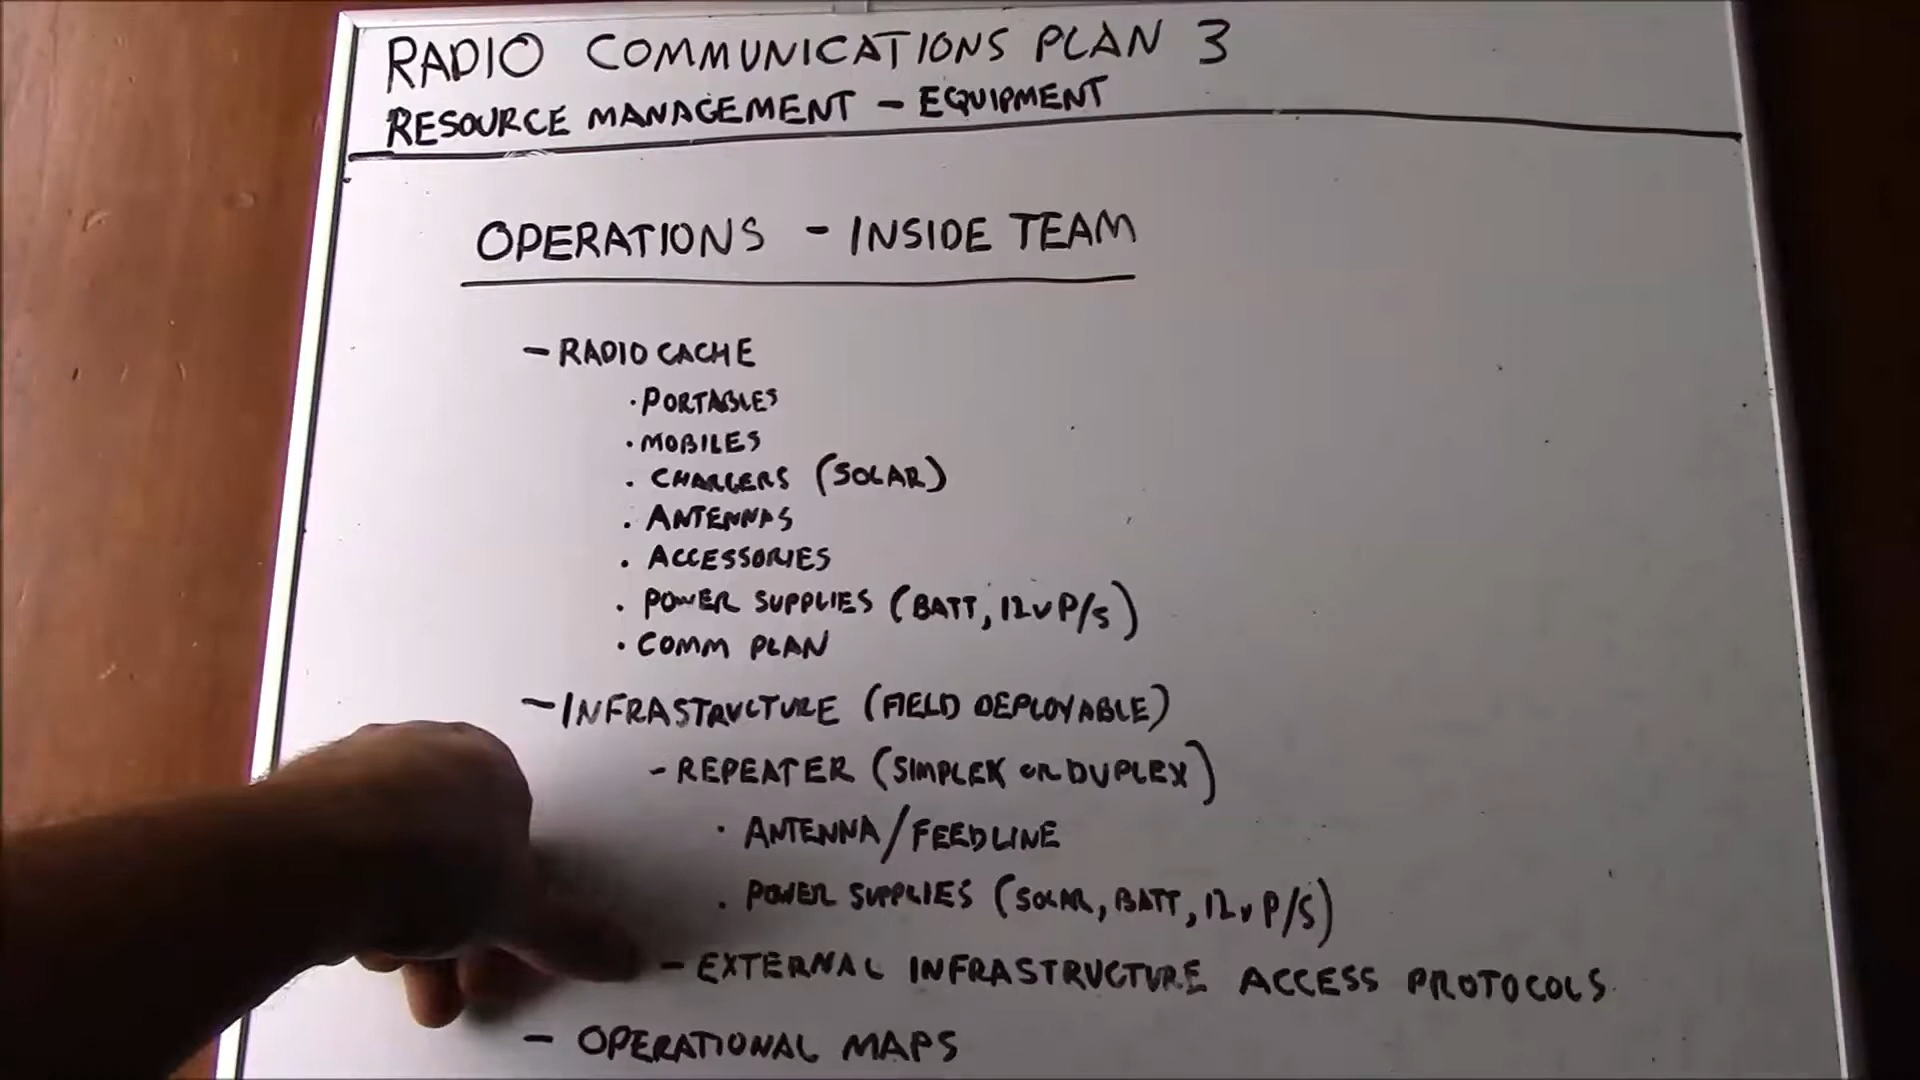 RADIO COMMUNICATIONS PLAN 3
RESOURCE MANAGEMENT - EQUIPMENT
OPERATIONS - INSIDE TEAM
- RADIO CACHE
· PORTABLES
· MOBILES
· CHARGERS (SOLAR)
· ANTENNAS
· ACCESSORIES
· POWER SUPPLIES (BATT, 12v P/S)
· COMM PLAN
- INFRASTRUCTURE (FIELD DEPLOYABLE)
- REPEATER (SIMPLEX OR DUPLEX)
· ANTENNA/FEEDLINE
· POWER SUPPLIES (SOLAR, BATT, 12v P/S)
- EXTERNAL INFRASTRUCTURE ACCESS PROTOCOLS
- OPERATIONAL MAPS